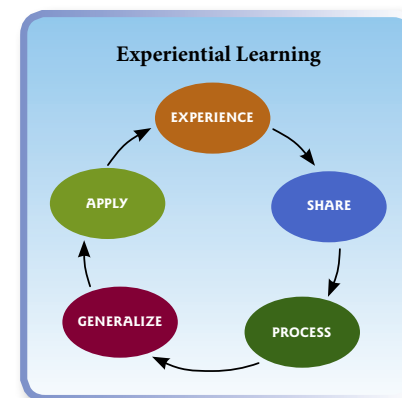 Experiential Learning
EXPERIENCE
SHARE
PROCESS
GENERALIZE
APPLY